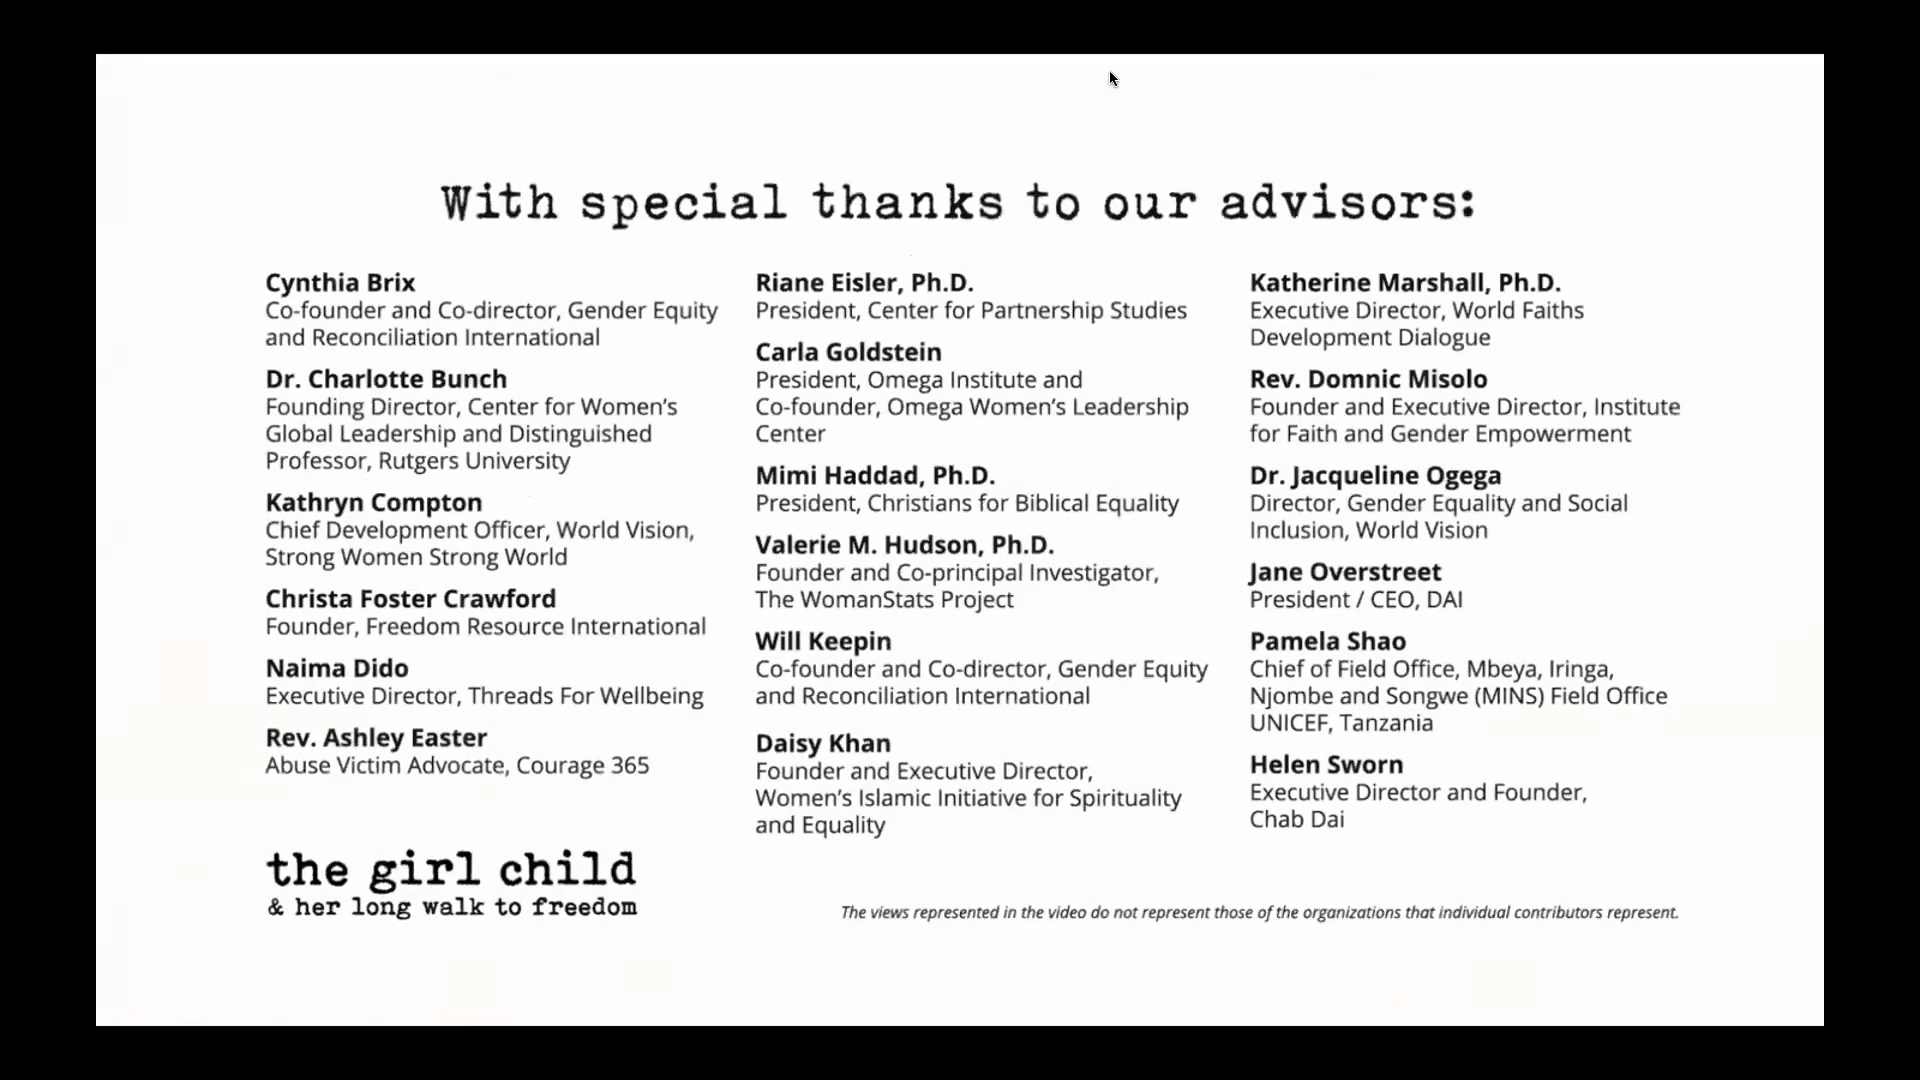 With special thanks to our advisors:
Cynthia Brix
Co-founder and Co-director, Gender Equity
and Reconciliation International
Dr. Charlotte Bunch
Founding Director, Center for Women's
Global Leadership and Distinguished
Professor, Rutgers University
Kathryn Compton
Chief Development Officer, World Vision,
Strong Women Strong World
Christa Foster Crawford
Founder, Freedom Resource International
Naima Dido
Executive Director, Threads For Wellbeing
Rev. Ashley Easter
Abuse Victim Advocate, Courage 365
Riane Eisler, Ph.D.
President, Center for Partnership Studies
Carla Goldstein
President, Omega Institute and
Co-founder, Omega Women's Leadership
Center
Mimi Haddad, Ph.D.
President, Christians for Biblical Equality
Valerie M. Hudson, Ph.D.
Founder and Co-principal Investigator,
The WomanStats Project
Will Keepin
Co-founder and Co-director, Gender Equity
and Reconciliation International
Daisy Khan
Founder and Executive Director,
Women's Islamic Initiative for Spirituality
and Equality
Katherine Marshall, Ph.D.
Executive Director, World Faiths
Development Dialogue
Rev. Domnic Misolo
Founder and Executive Director, Institute
for Faith and Gender Empowerment
Dr. Jacqueline Ogega
Director, Gender Equality and Social
Inclusion, World Vision
Jane Overstreet
President / CEO, DAI
Pamela Shao
Chief of Field Office, Mbeya, Iringa,
Njombe and Songwe (MINS) Field Office
UNICEF, Tanzania
Helen Sworn
Executive Director and Founder,
Chab Dai
the girl child
& her long walk to freedom
The views represented in the video do not represent those of the organizations that individual contributors represent.